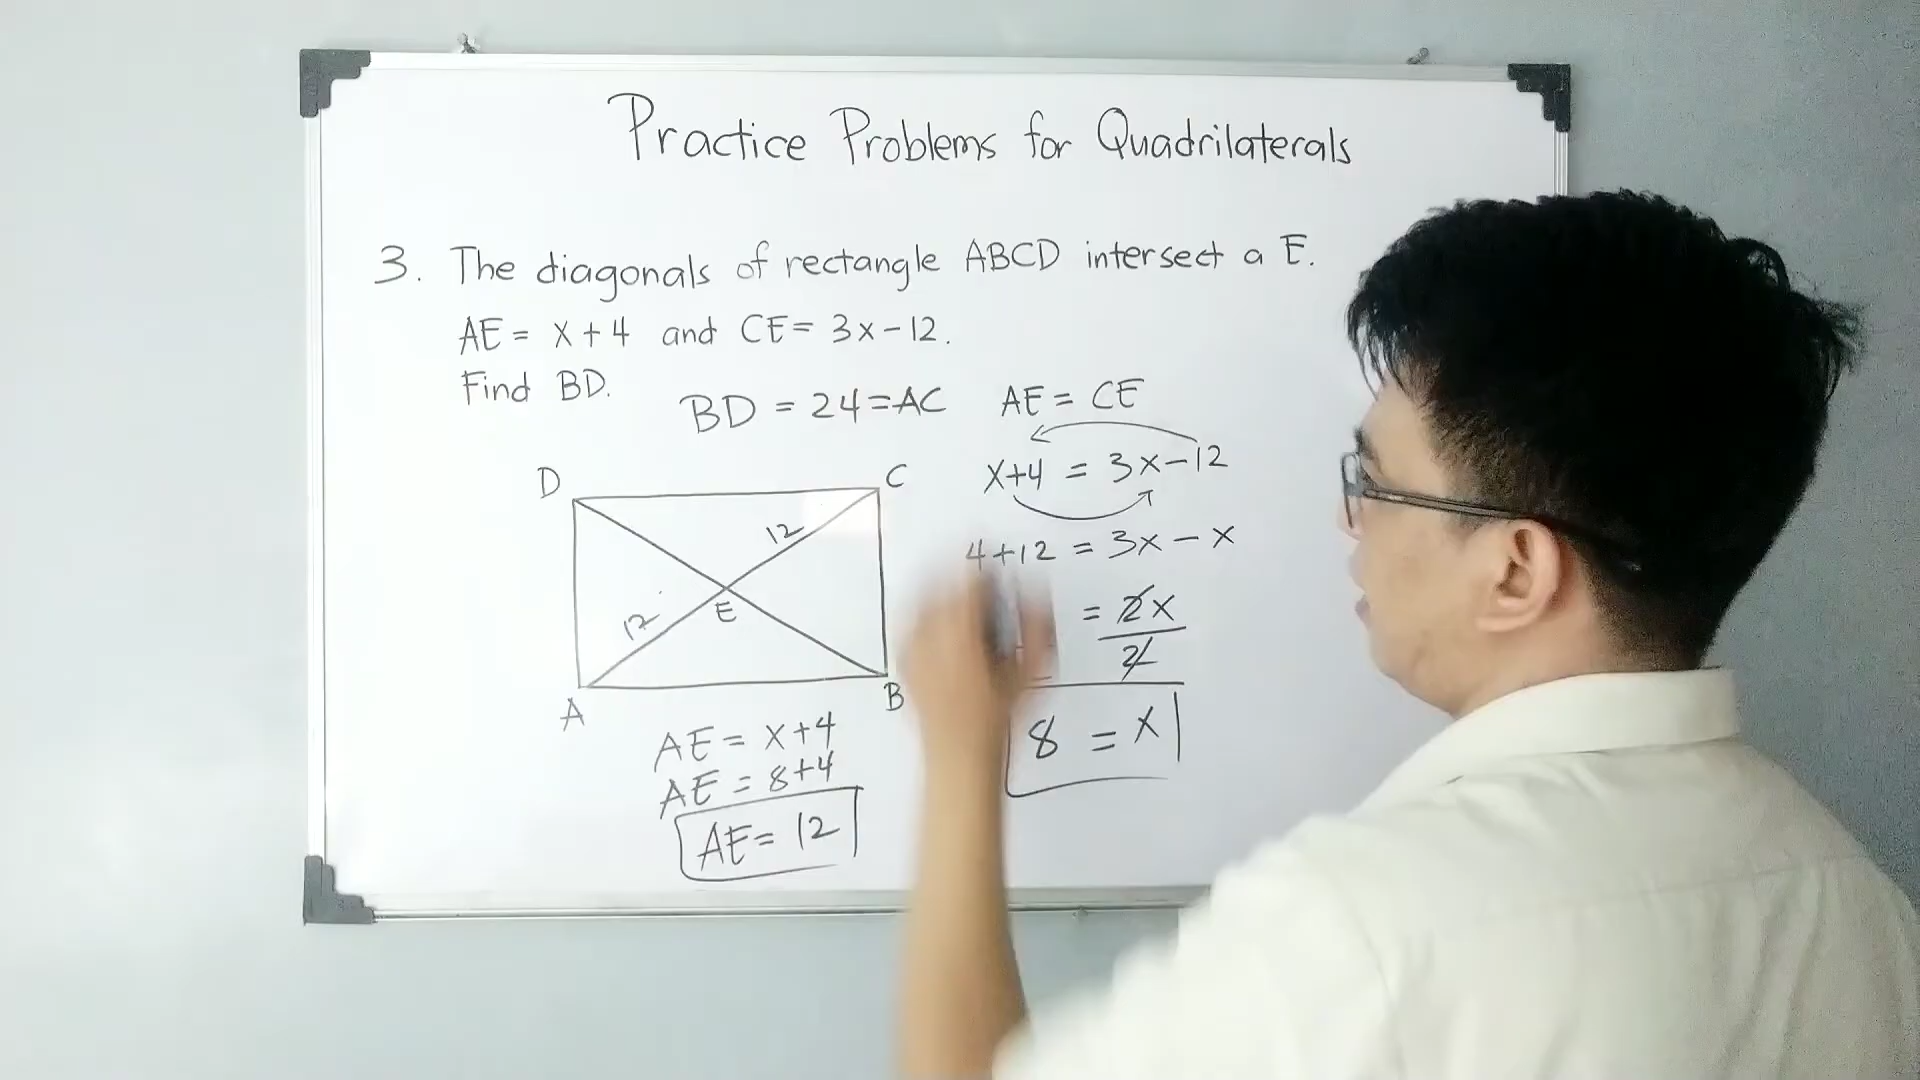 Practice Problems for Quadrilaterals
3. The diagonals of rectangle ABCD intersect a E.
AE = x + 4 and CE = 3x - 12.
Find BD.
BD = 24 = AC
AE = CE
x+4 = 3x-12
4+12 = 3x - x
= 2x
2
8 = x
D
C
12
12
E
A
B
AE = x+4
AE = 8+4
AE = 12